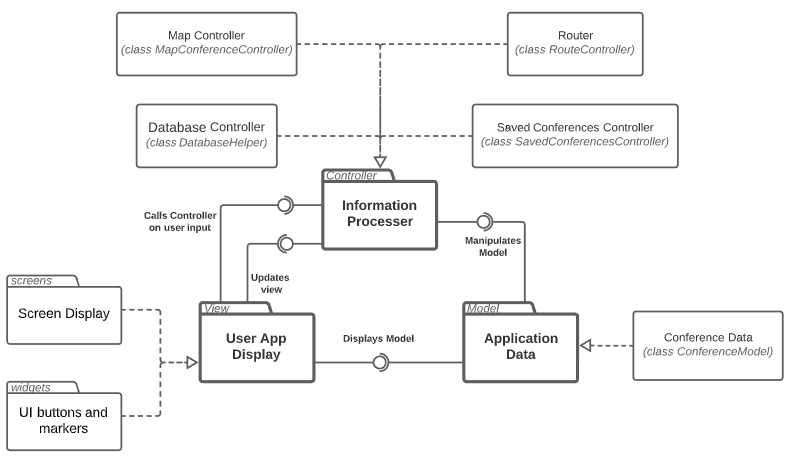 Map Controller
(class MapConferenceController)
Router
(class RouteController)
Database Controller
(class DatabaseHelper)
Saved Conferences Controller
(class SavedConferencesController)
Controller
Information
Processer
Calls Controller
on user input
Updates
view
Manipulates
Model
screens
Screen Display
View
User App
Display
Displays Model
Model
Application
Data
Conference Data
(class ConferenceModel)
widgets
UI buttons and
markers